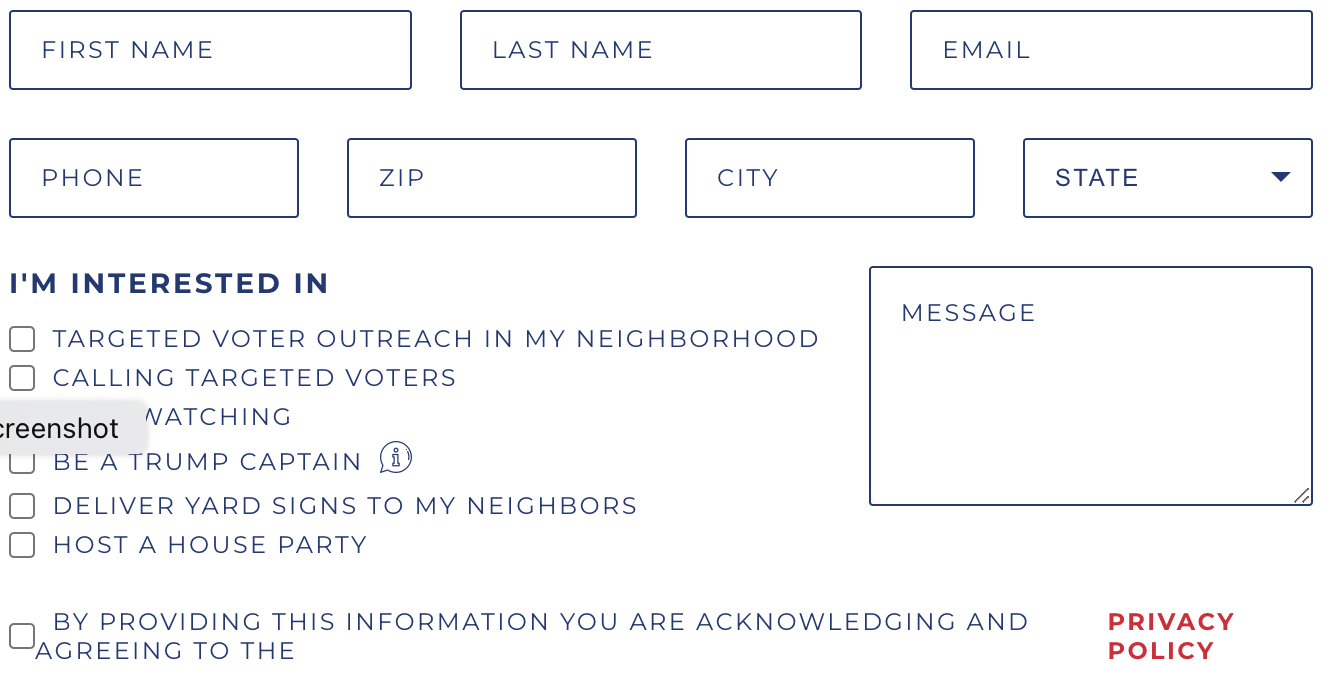 FIRST NAME
LAST NAME
EMAIL
PHONE
ZIP
CITY
STATE
I'M INTERESTED IN
TARGETED VOTER OUTREACH IN MY NEIGHBORHOOD
CALLING TARGETED VOTERS
WATCHING
creenshot
BE A TRUMP CAPTAIN
DELIVER YARD SIGNS TO MY NEIGHBORS
HOST A HOUSE PARTY
MESSAGE
BY PROVIDING THIS INFORMATION YOU ARE ACKNOWLEDGING AND
AGREEING TO THE
PRIVACY
POLICY